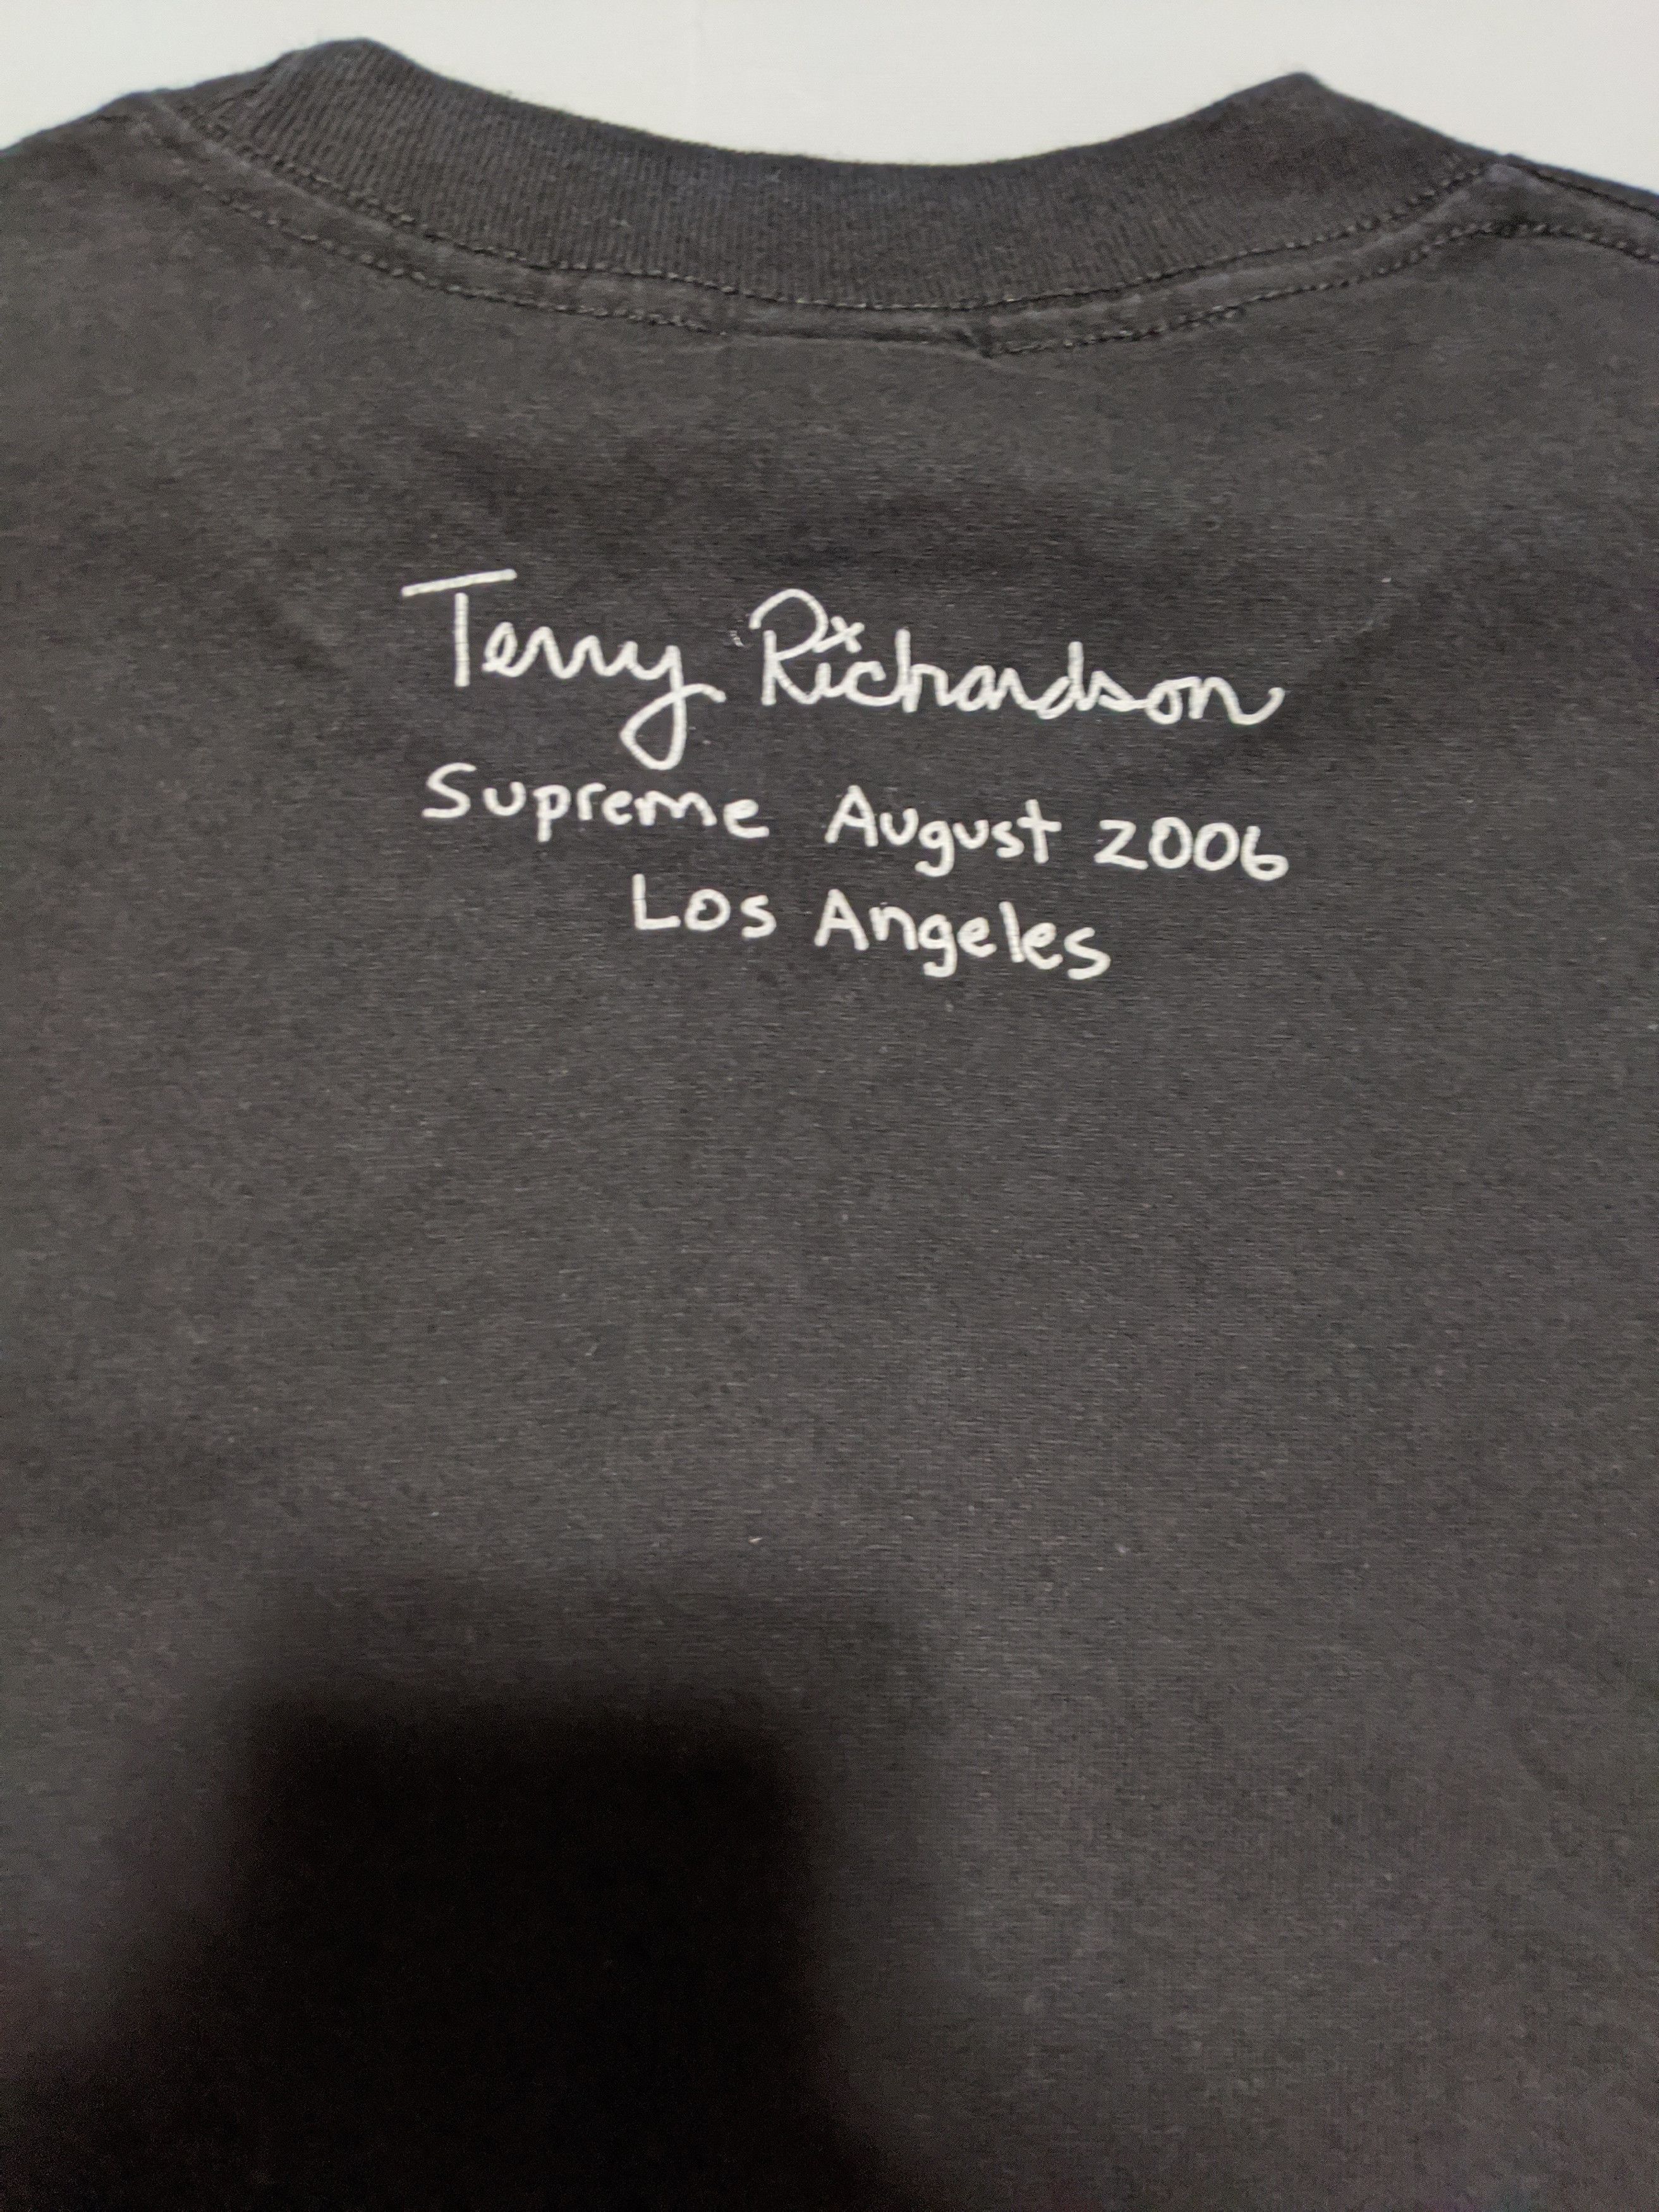 Terry Richardson
Supreme August 2006
Los Angeles